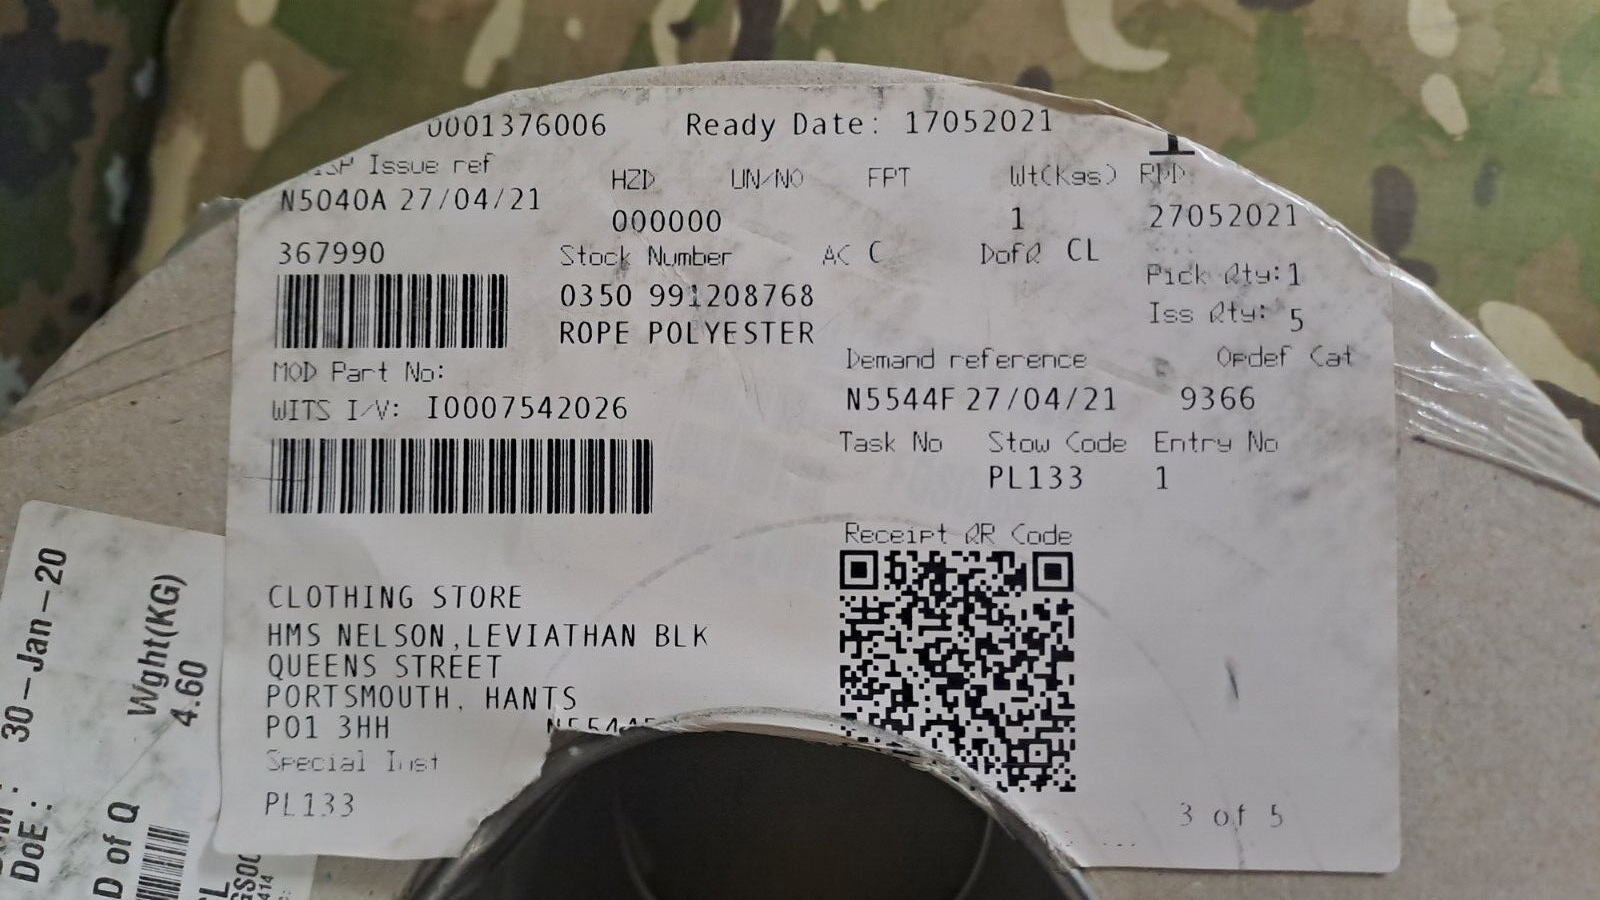 0001376006 Ready Date: 17052021
Issue ref HZD UN/NO FPT Wt(Kgs) RDD
N5040A 27/04/21 000000 1 27052021
367990 Stock Number AC C DofQ CL
Pick Qty:1
0350 991208768
Iss Qty: 5
ROPE POLYESTER
MOD Part No: Demand reference Opdef Cat
WITS I/V: I0007542026 N5544F 27/04/21 9366
Task No Stow Code Entry No
PL133 1
Receipt QR Code
CLOTHING STORE
HMS NELSON,LEVIATHAN BLK
QUEENS STREET
PORTSMOUTH, HANTS
PO1 3HH
Special Inst
PL133
3 of 5
30-Jan-20
Wght(KG)
4.60
DoE :
D of Q